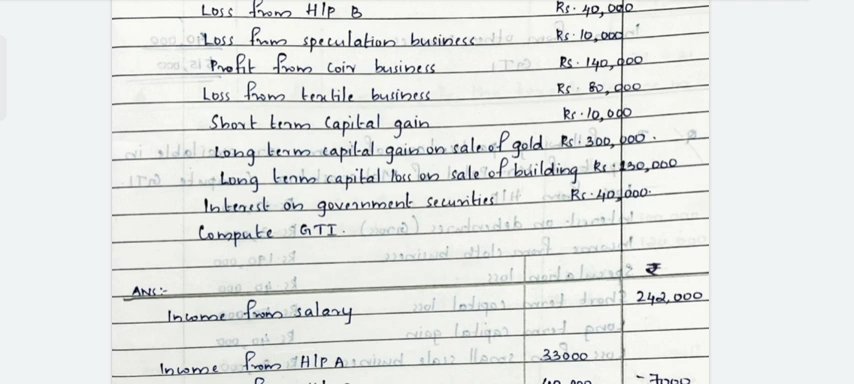 Loss from H/P B Rs. 40,000
Loss from speculation business Rs. 10,000
Profit from coir business Rs. 140,000
Loss from textile business Rs. 80,000
Short term capital gain Rs. 10,000
Long term capital gain on sale of gold Rs. 300,000.
Long term capital loss on sale of building Rs. 130,000
Interest on government securities Rs. 40,000.
Compute GTI.
₹
ANS:-
Income from salary 242,000
Income from H/P A 33000
-7000